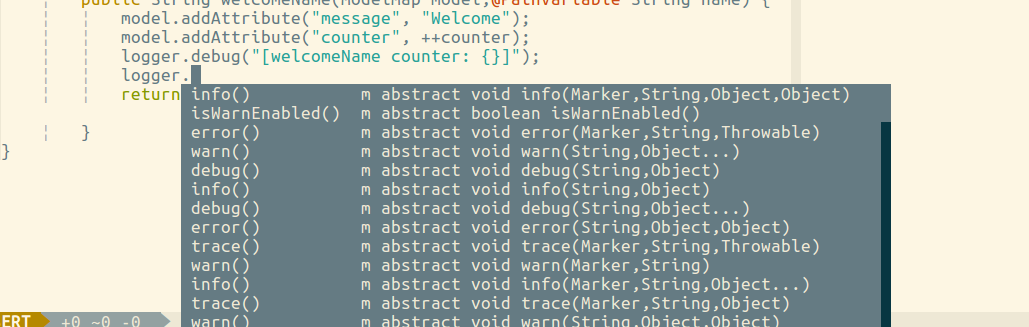 public String welcomeName(ModelMap model,@PathVariable String name) {
model.addAttribute("message", "Welcome");
model.addAttribute("counter", ++counter);
logger.debug("[welcomeName counter: {}]");
logger.
return
info() m abstract void info(Marker,String,Object,Object)
isWarnEnabled() m abstract boolean isWarnEnabled()
error() m abstract void error(Marker,String,Throwable)
warn() m abstract void warn(String,Object...)
debug() m abstract void debug(String,Object)
info() m abstract void info(String,Object)
debug() m abstract void debug(String,Object...)
error() m abstract void error(String,Object,Object)
trace() m abstract void trace(Marker,String,Throwable)
warn() m abstract void warn(Marker,String)
info() m abstract void info(Marker,String,Object...)
trace() m abstract void trace(Marker,String,Object)
warn() m abstract void warn(String,Object,Object)
}
}
ERT +0 ~0 -0